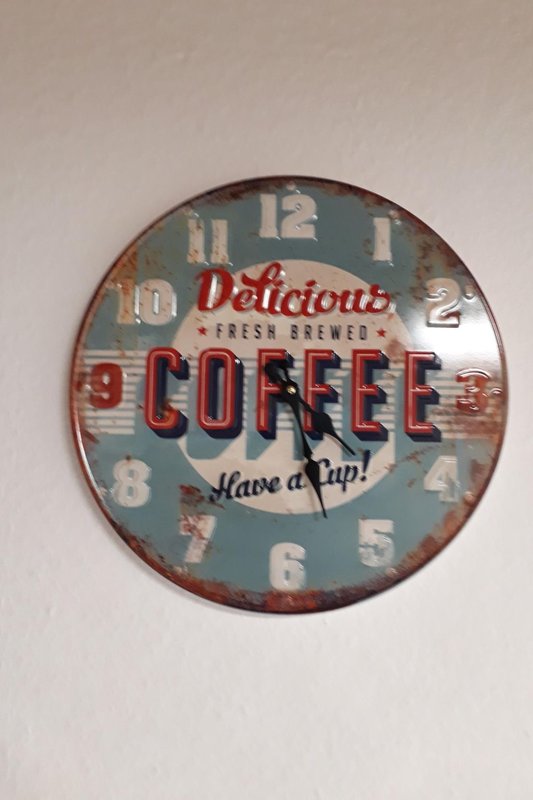 12
11 1
Delicious
10 2
★ FRESH BREWED ★
9 COFFEE 3
Have a Cup!
8 4
7 5
6